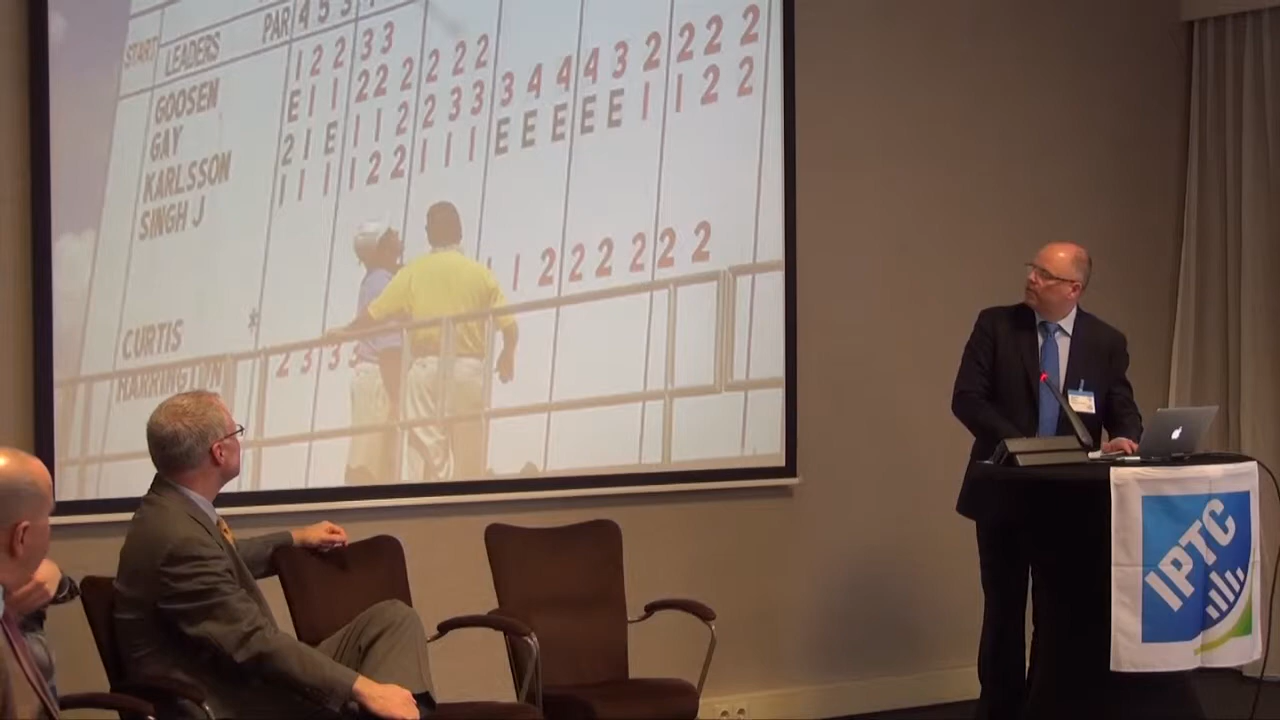 START LEADERS PAR 4 5 3
GOOSEN 1 2 2 3 3
GAY E 1 1 2 2 2 2 2 2
KARLSSON 2 1 E 1 1 2 2 3 3 3 4 4 4 3 2 2 2 2
SINGH J 1 1 1 1 2 2 1 1 1 E E E E E 1 1 2 2
CURTIS * 1 2 2 2 2 2 2
HARRINGTON 2 3 3 3
IPTC